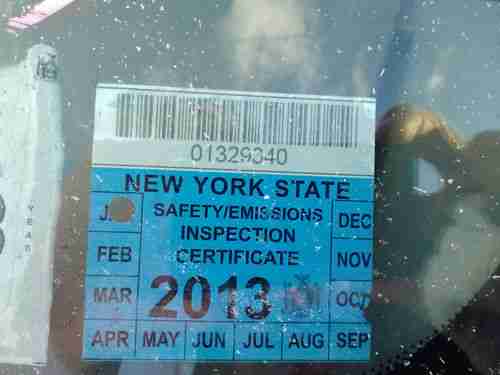 01329340
NEW YORK STATE
SAFETY/EMISSIONS
INSPECTION
CERTIFICATE
2013
DEC
FEB
NOV
MAR
OCT
APR MAY JUN JUL AUG SEP
YEAR